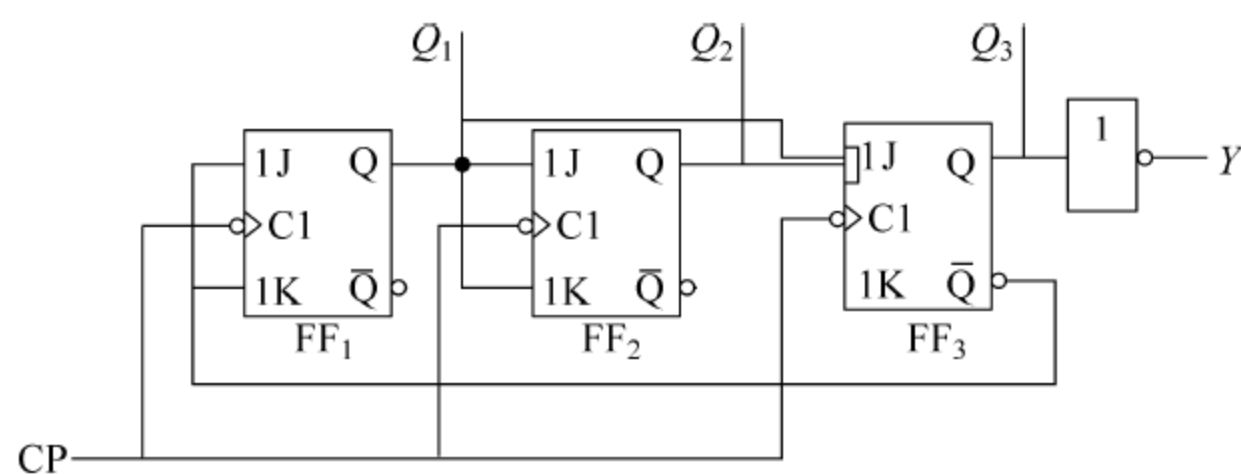 Q₁ Q₂ Q₃
1
1J Q 1J Q 1J Q Y
C1 C1 C1
1K Q̅ 1K Q̅ 1K Q̅
FF₁ FF₂ FF₃
CP